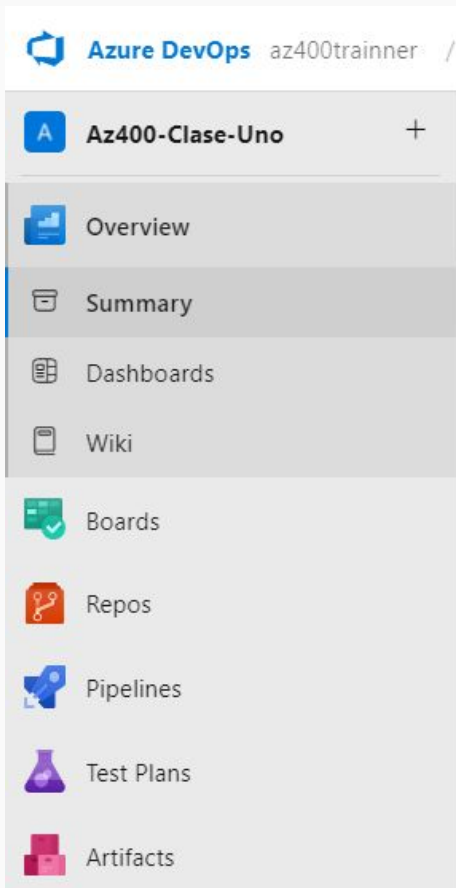 Azure DevOps az400trainner /
A Az400-Clase-Uno +
Overview
Summary
Dashboards
Wiki
Boards
Repos
Pipelines
Test Plans
Artifacts